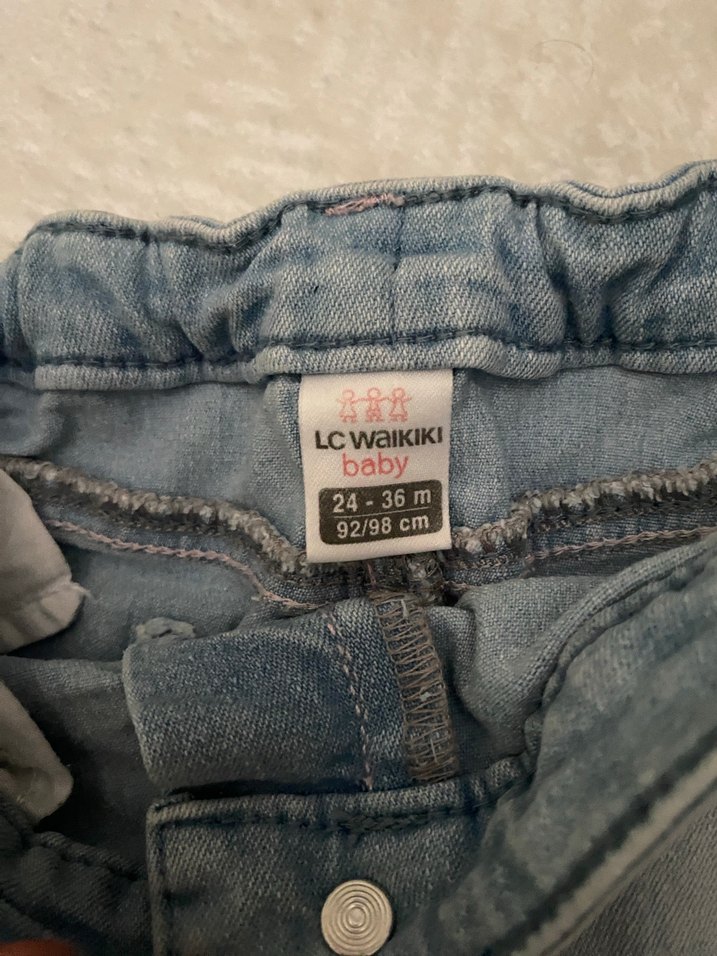 LC WAIKIKI
baby
24 - 36 m
92/98 cm